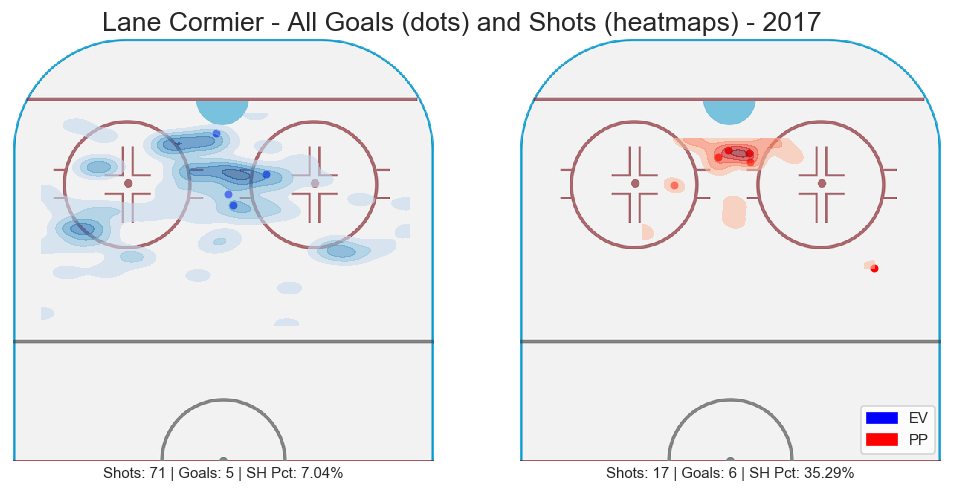 Lane Cormier - All Goals (dots) and Shots (heatmaps) - 2017
EV
PP
Shots: 71 | Goals: 5 | SH Pct: 7.04%
Shots: 17 | Goals: 6 | SH Pct: 35.29%